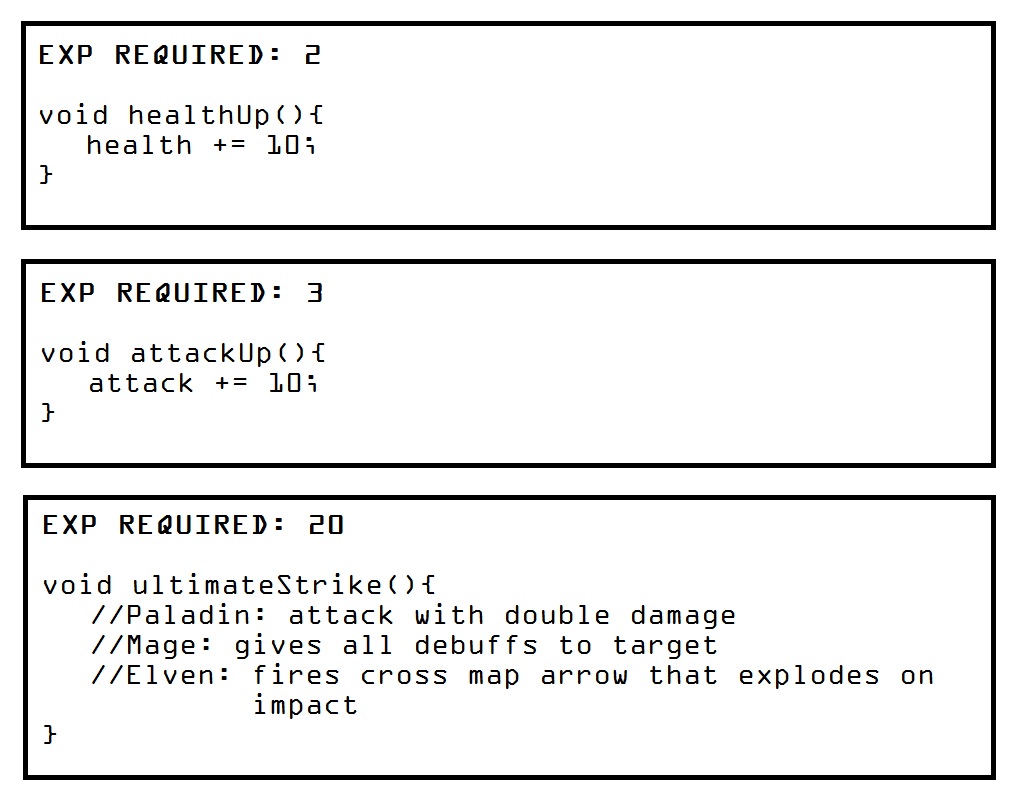 EXP REQUIRED: 2
void healthUp(){
health += 10;
}
EXP REQUIRED: 3
void attackUp(){
attack += 10;
}
EXP REQUIRED: 20
void ultimateStrike(){
//Paladin: attack with double damage
//Mage: gives all debuffs to target
//Elven: fires cross map arrow that explodes on
impact
}